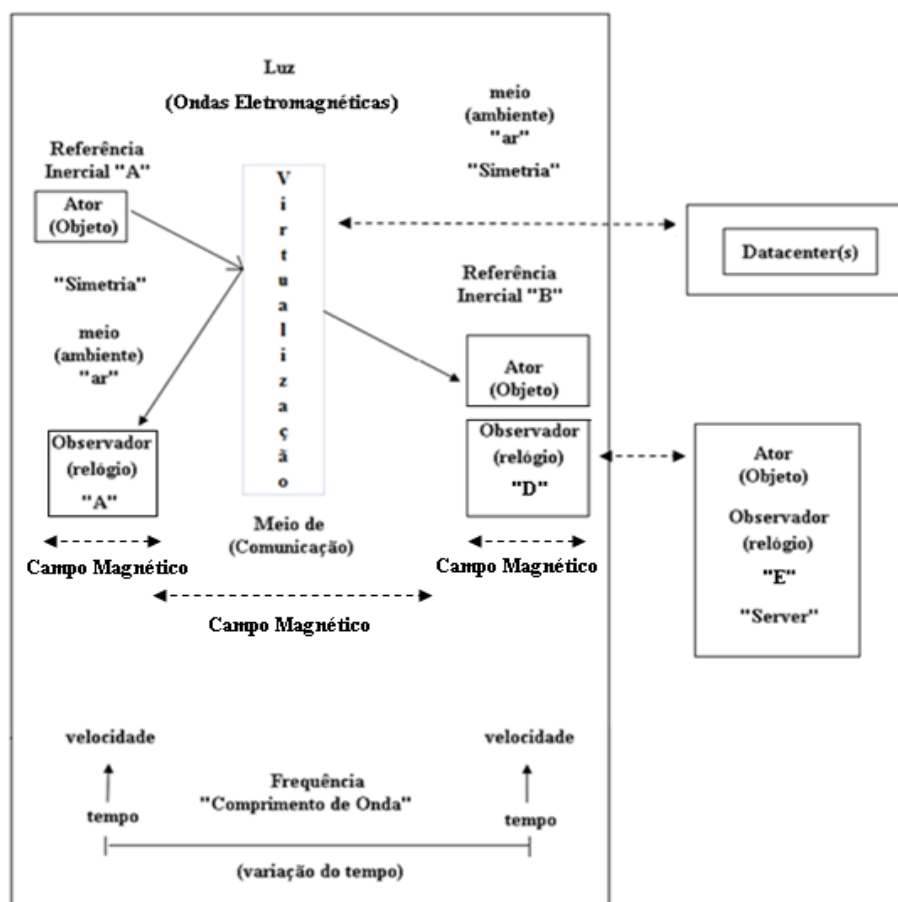 Luz
(Ondas Eletromagnéticas)
meio
(ambiente)
"ar"
"Simetria"
Referência
Inercial "A"
Ator
(Objeto)
"Simetria"
meio
(ambiente)
"ar"
Observador
(relógio)
"A"
Campo Magnético
V
i
r
t
u
a
l
i
z
a
ç
ã
o
Meio de
(Comunicação)
Campo Magnético
Referência
Inercial "B"
Ator
(Objeto)
Observador
(relógio)
"D"
Campo Magnético
Datacenter(s)
Ator
(Objeto)
Observador
(relógio)
"E"
"Server"
velocidade
tempo
Frequência
"Comprimento de Onda"
velocidade
tempo
(variação do tempo)